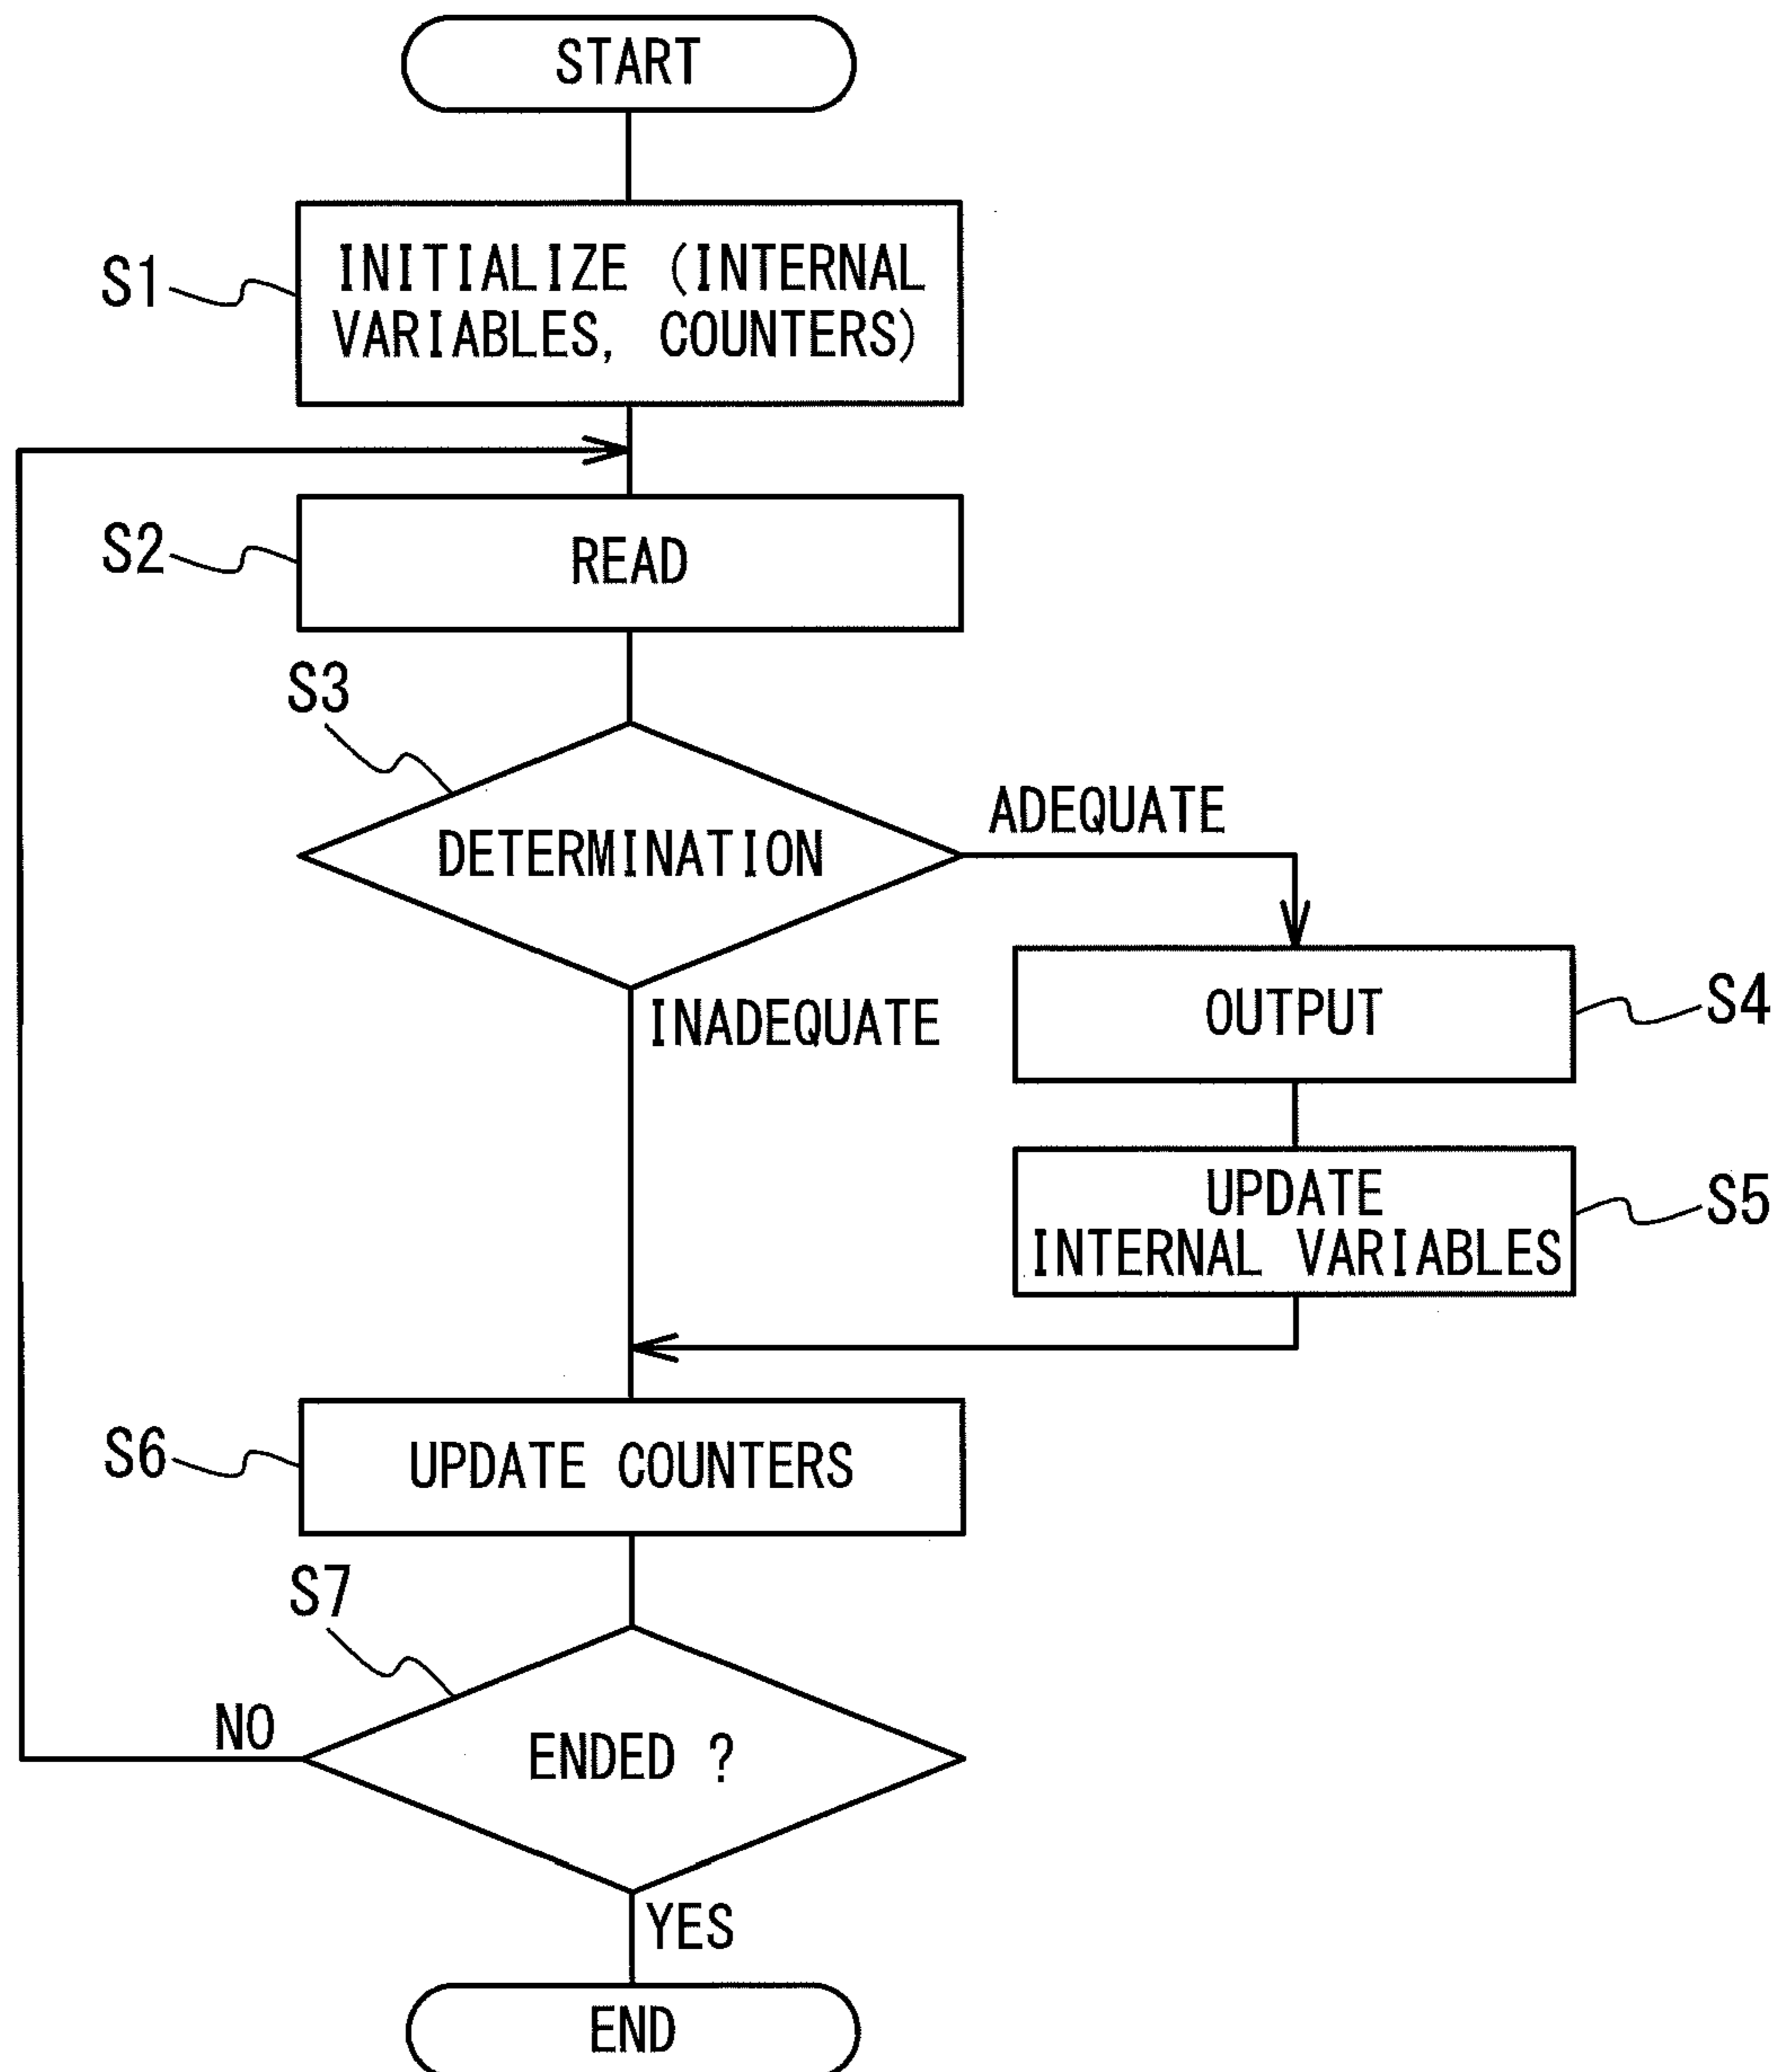 START
S1
INITIALIZE (INTERNAL
VARIABLES, COUNTERS)
S2
READ
S3
DETERMINATION
ADEQUATE
INADEQUATE
OUTPUT
S4
UPDATE
INTERNAL VARIABLES
S5
S6
UPDATE COUNTERS
S7
NO
ENDED ?
YES
END